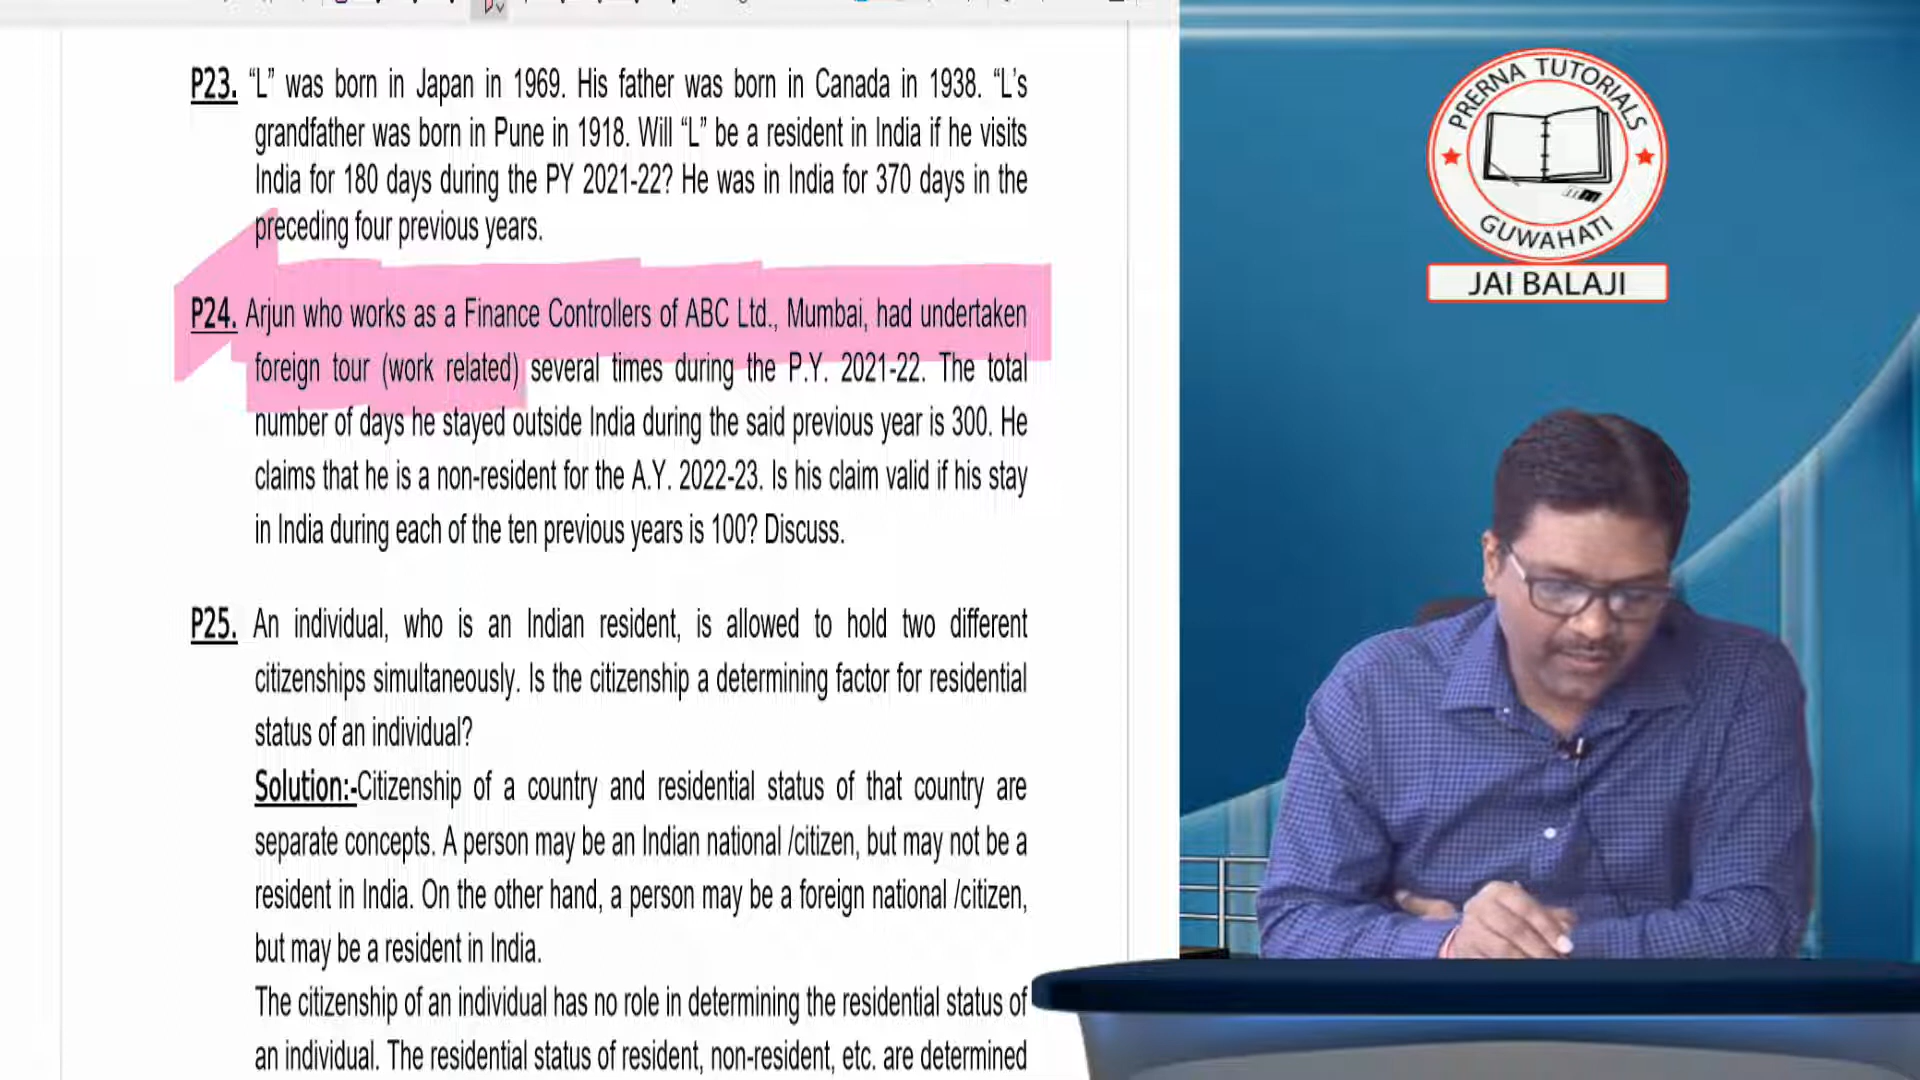 P23. “L” was born in Japan in 1969. His father was born in Canada in 1938. “L’s
grandfather was born in Pune in 1918. Will “L” be a resident in India if he visits
India for 180 days during the PY 2021-22? He was in India for 370 days in the
preceding four previous years.
P24. Arjun who works as a Finance Controllers of ABC Ltd., Mumbai, had undertaken
foreign tour (work related) several times during the P.Y. 2021-22. The total
number of days he stayed outside India during the said previous year is 300. He
claims that he is a non-resident for the A.Y. 2022-23. Is his claim valid if his stay
in India during each of the ten previous years is 100? Discuss.
P25. An individual, who is an Indian resident, is allowed to hold two different
citizenships simultaneously. Is the citizenship a determining factor for residential
status of an individual?
Solution:-Citizenship of a country and residential status of that country are
separate concepts. A person may be an Indian national /citizen, but may not be a
resident in India. On the other hand, a person may be a foreign national /citizen,
but may be a resident in India.
The citizenship of an individual has no role in determining the residential status of
an individual. The residential status of resident, non-resident, etc. are determined
PRERNA TUTORIALS
GUWAHATI
JAI BALAJI